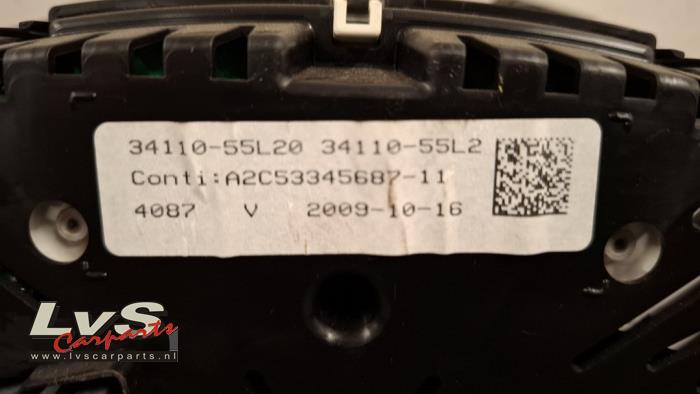 34110-55L20 34110-55L2
Conti:A2C53345687-11
4087 V 2009-10-16
LvS
Carparts
www.lvscarparts.nl